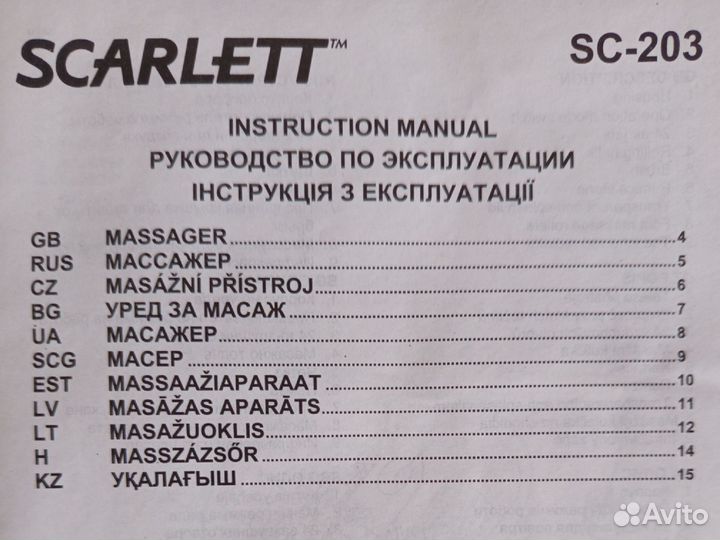 SCARLETT™ SC-203
INSTRUCTION MANUAL
РУКОВОДСТВО ПО ЭКСПЛУАТАЦИИ
ІНСТРУКЦІЯ З ЕКСПЛУАТАЦІЇ
GB MASSAGER 4
RUS МАССАЖЕР 5
CZ MASÁŽNÍ PŘÍSTROJ 6
BG УРЕД ЗА МАСАЖ 7
UA МАСАЖЕР 8
SCG МАСЕР 9
EST MASSAAŽIAPARAAT 10
LV MASĀŽAS APARĀTS 11
LT MASAŽUOKLIS 12
H MASSZÁZSŐR 14
KZ УҚАЛАҒЫШ 15
Avito